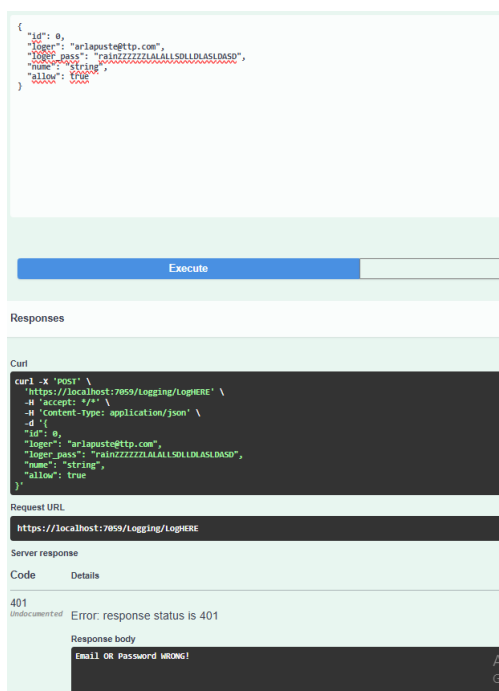 {
"id": 0,
"loger": "arlapuste@ttp.com",
"loger_pass": "rainZZZZZZLALALLSDLLDLASLDASD",
"nume": "string",
"allow": true
}
Execute
Responses
Curl
curl -X 'POST' \
'https://localhost:7059/Logging/LogHERE' \
-H 'accept: */*' \
-H 'Content-Type: application/json' \
-d '{
"id": 0,
"loger": "arlapuste@ttp.com",
"loger_pass": "rainZZZZZZLALALLSDLLDLASLDASD",
"nume": "string",
"allow": true
}'
Request URL
https://localhost:7059/Logging/LogHERE
Server response
Code Details
401
Undocumented
Error: response status is 401
Response body
Email OR Password WRONG!